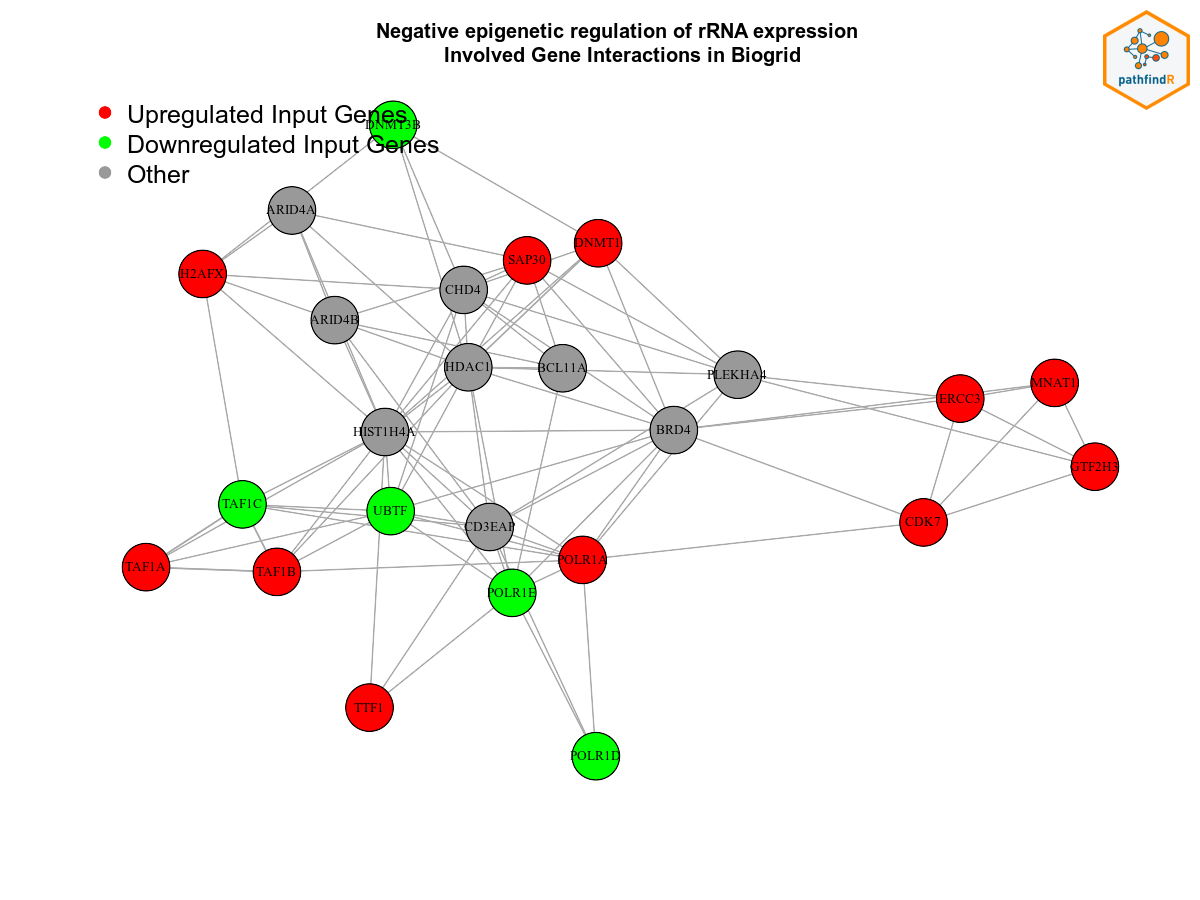 Negative epigenetic regulation of rRNA expression
Involved Gene Interactions in Biogrid
pathfindR
Upregulated Input Genes
Downregulated Input Genes
Other
DNMT3B
ARID4A
DNMT1
SAP30
H2AFX
CHD4
ARID4B
HDAC1
BCL11A
PLEKHA4
MNAT1
ERCC3
HIST1H4A
BRD4
GTF2H3
TAF1C
UBTF
CDK7
CD3EAP
POLR1A
TAF1A
TAF1B
POLR1E
TTF1
POLR1D